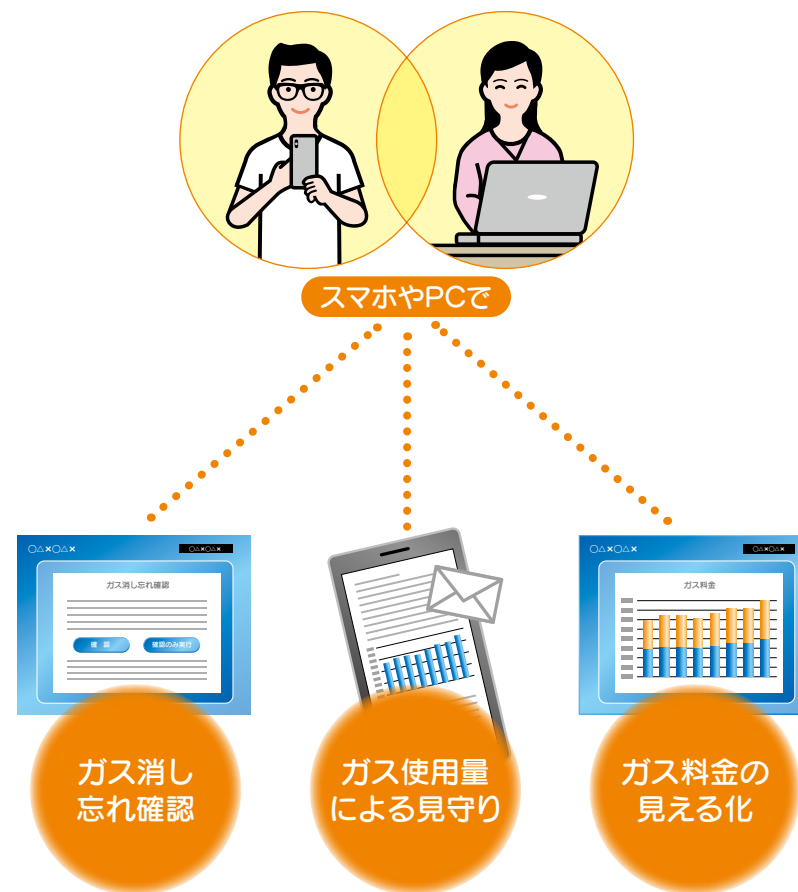 スマホやPCで
○△×○△×
○△×○△×
ガス消し忘れ確認
確 認
確認のみ実行
○△×○△×
○△×○△×
ガス料金
ガス消し
忘れ確認
ガス使用量
による見守り
ガス料金の
見える化